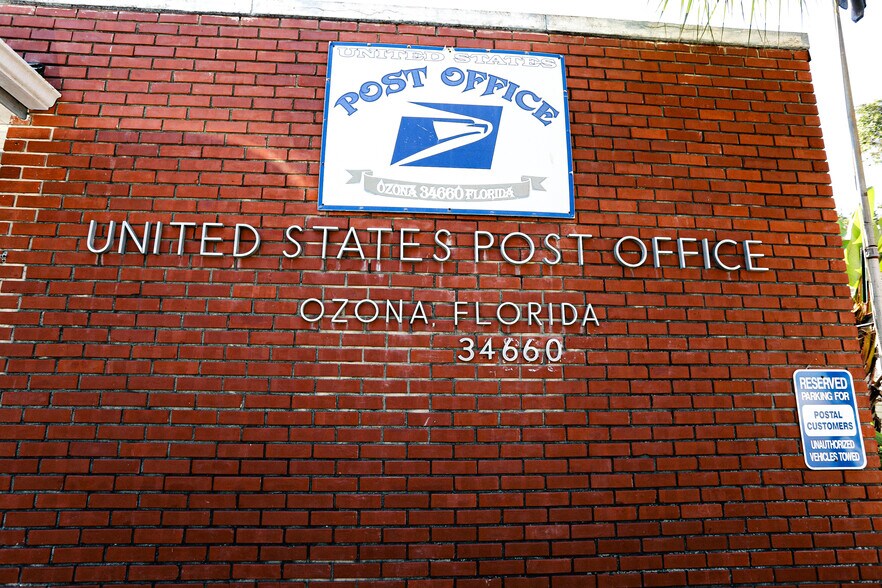 UNITED STATES
POST OFFICE
OZONA 34660 FLORIDA
UNITED STATES POST OFFICE
OZONA, FLORIDA
34660
RESERVED
PARKING FOR
POSTAL
CUSTOMERS
UNAUTHORIZED
VEHICLES TOWED